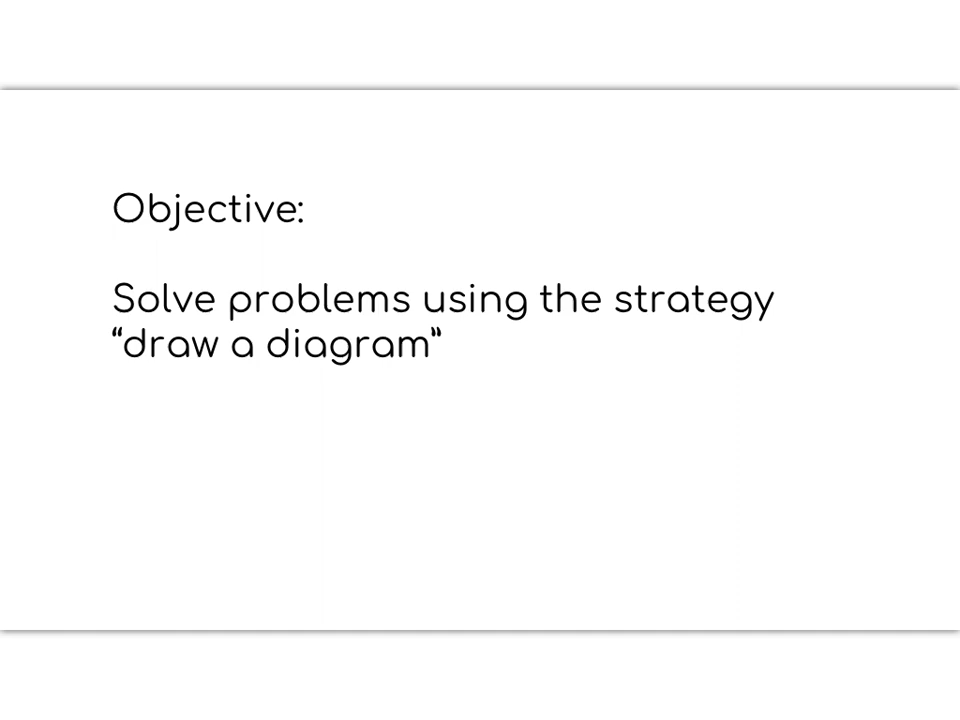 Objective:
Solve problems using the strategy
“draw a diagram”